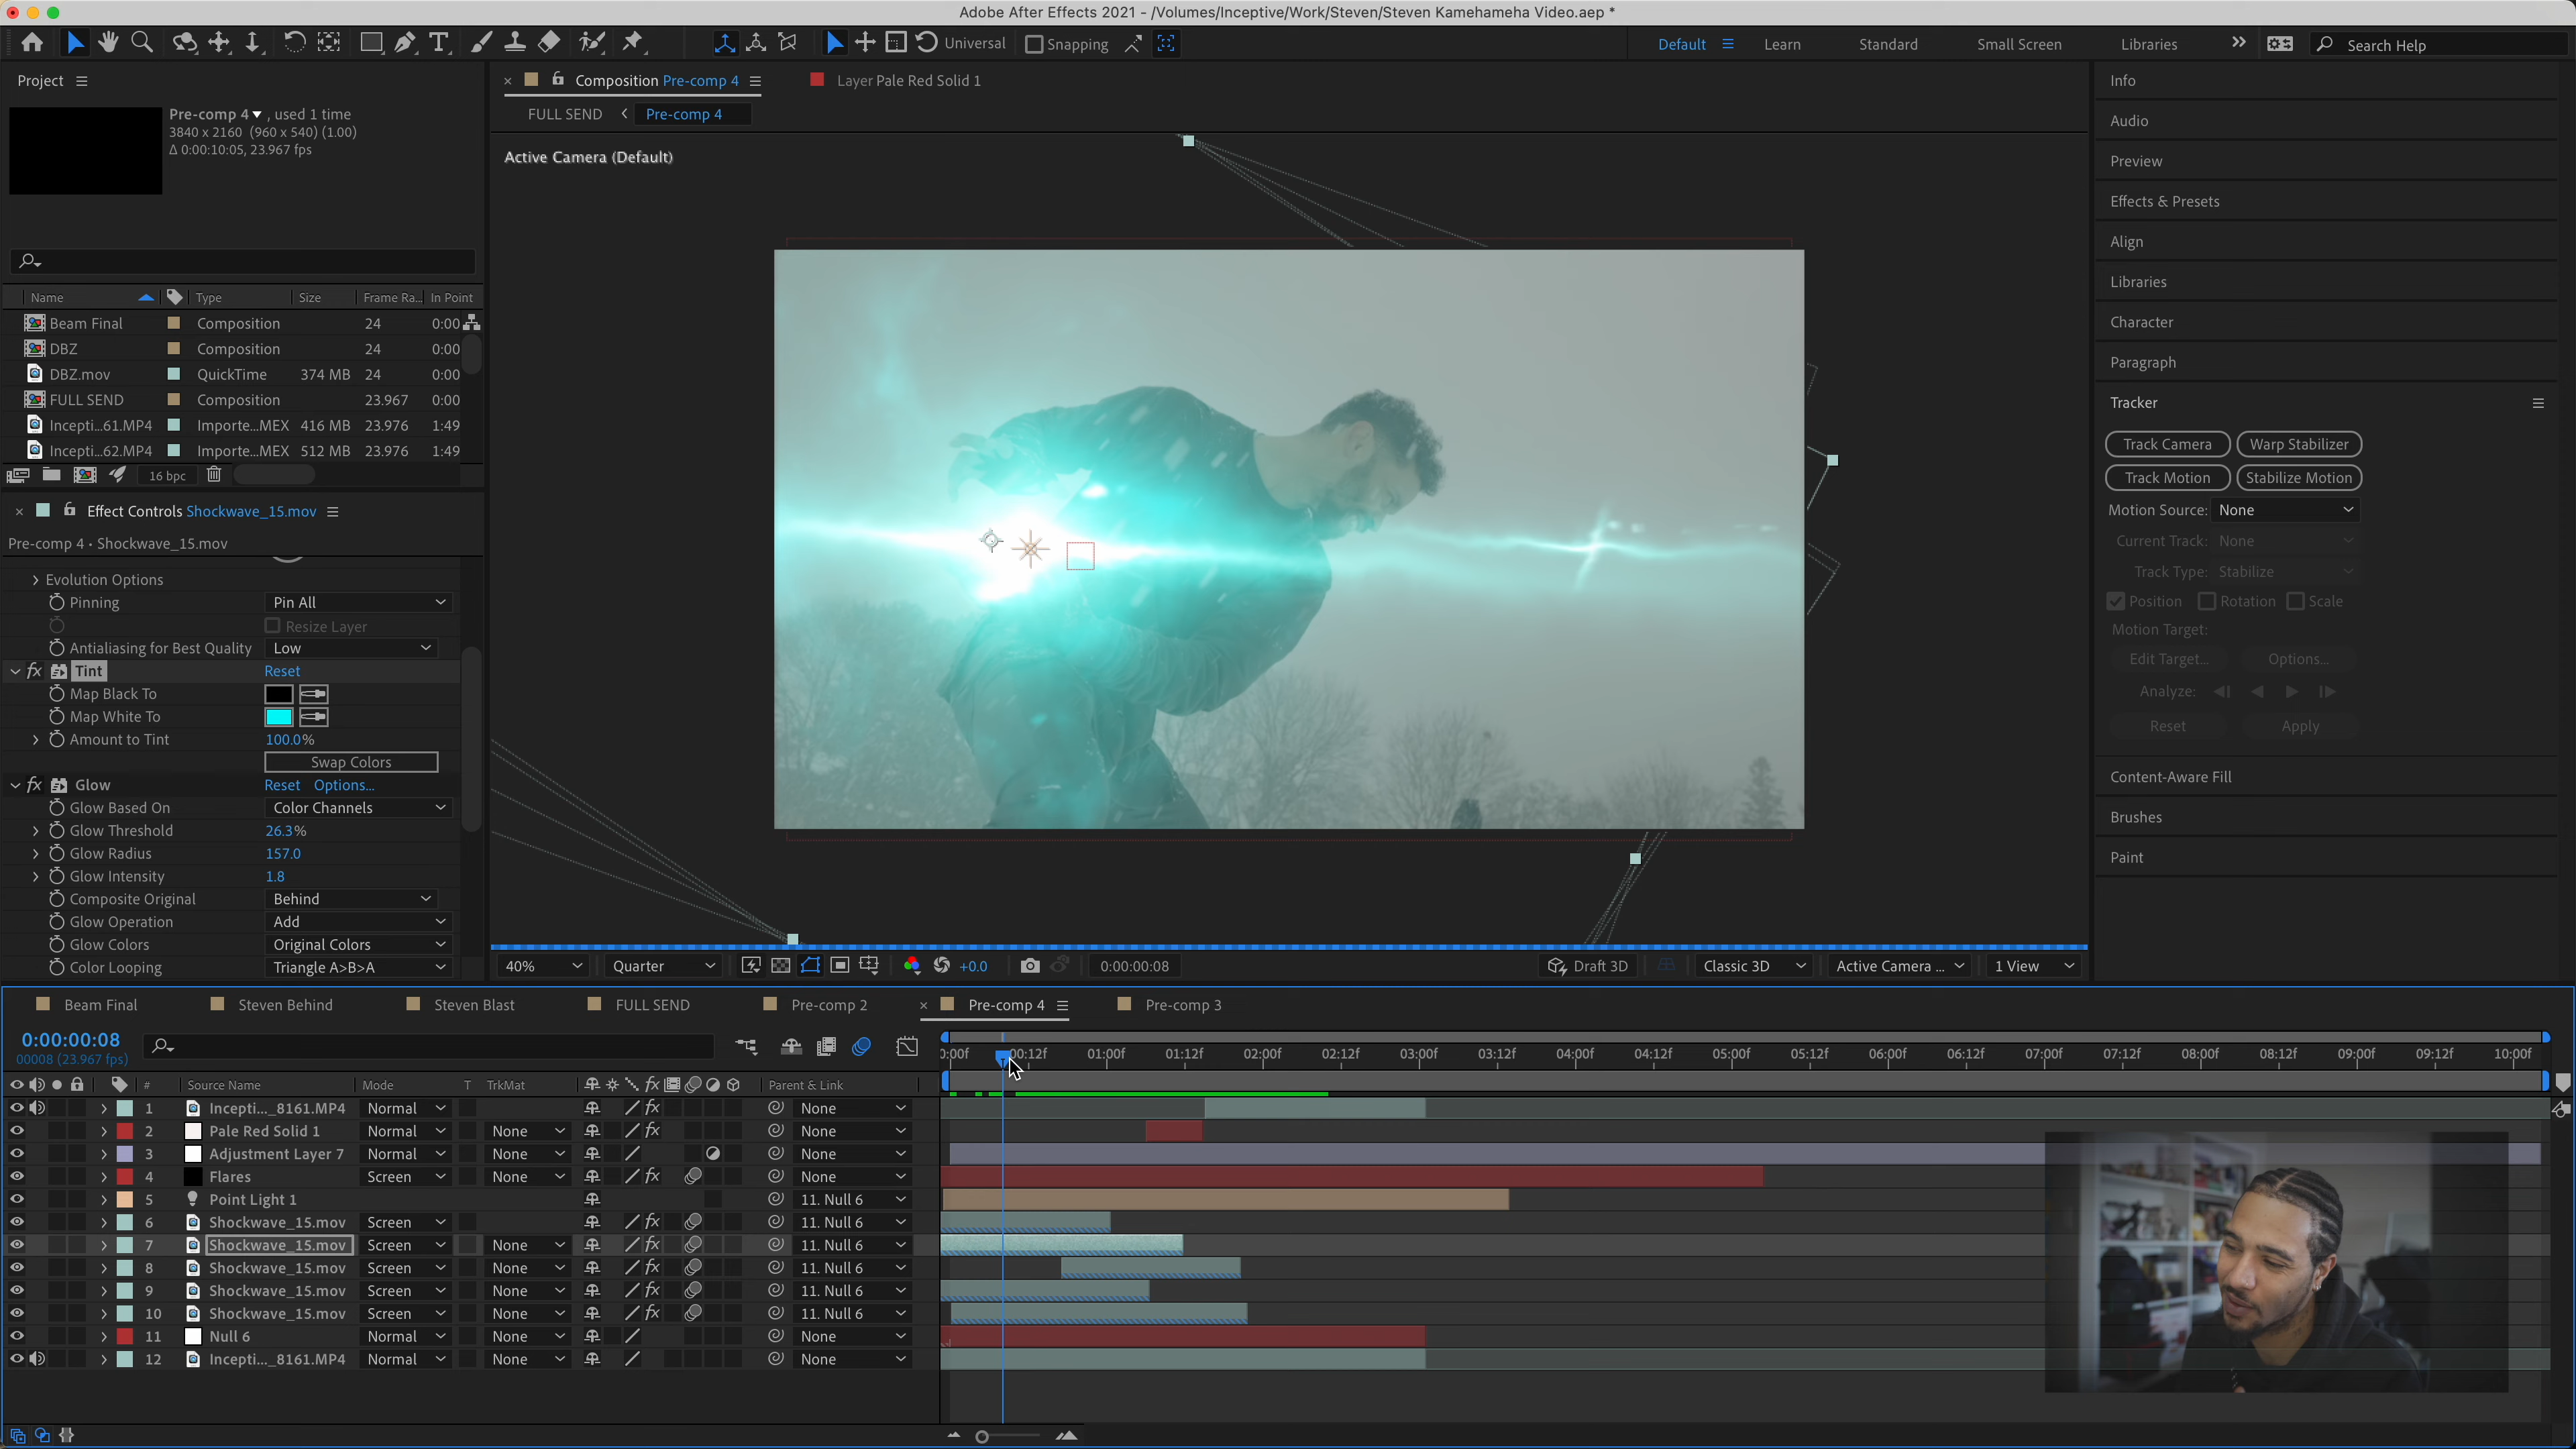 Adobe After Effects 2021 - /Volumes/Inceptive/Work/Steven/Steven Kamehameha Video.aep *
Universal Snapping Default Learn Standard Small Screen Libraries Search Help
Project
Pre-comp 4 , used 1 time
3840 x 2160 (960 x 540) (1.00)
Δ 0:00:10:05, 23.967 fps
Name Type Size Frame Ra... In Point
Beam Final Composition 24 0:00
DBZ Composition 24 0:00
DBZ.mov QuickTime 374 MB 24 0:00
FULL SEND Composition 23.967 0:00
Incepti...61.MP4 Importe...MEX 416 MB 23.976 1:49
Incepti...62.MP4 Importe...MEX 512 MB 23.976 1:49
16 bpc
Effect Controls Shockwave_15.mov
Pre-comp 4 • Shockwave_15.mov
Evolution Options
Pinning Pin All
Resize Layer
Antialiasing for Best Quality Low
fx Tint Reset
Map Black To
Map White To
Amount to Tint 100.0%
Swap Colors
fx Glow Reset Options...
Glow Based On Color Channels
Glow Threshold 26.3%
Glow Radius 157.0
Glow Intensity 1.8
Composite Original Behind
Glow Operation Add
Glow Colors Original Colors
Color Looping Triangle A>B>A
Composition Pre-comp 4 Layer Pale Red Solid 1
FULL SEND Pre-comp 4
Active Camera (Default)
40% Quarter +0.0 0:00:00:08 Draft 3D Classic 3D Active Camera ... 1 View
Info
Audio
Preview
Effects & Presets
Align
Libraries
Character
Paragraph
Tracker
Track Camera Warp Stabilizer
Track Motion Stabilize Motion
Motion Source: None
Current Track: None
Track Type: Stabilize
Position Rotation Scale
Motion Target:
Edit Target... Options...
Analyze:
Reset Apply
Content-Aware Fill
Brushes
Paint
Beam Final Steven Behind Steven Blast FULL SEND Pre-comp 2 Pre-comp 4 Pre-comp 3
0:00:00:08
00008 (23.967 fps)
):00f 00:12f 01:00f 01:12f 02:00f 02:12f 03:00f 03:12f 04:00f 04:12f 05:00f 05:12f 06:00f 06:12f 07:00f 07:12f 08:00f 08:12f 09:00f 09:12f 10:00f
# Source Name Mode T TrkMat fx Parent & Link
1 Incepti..._8161.MP4 Normal fx None
2 Pale Red Solid 1 Normal None fx None
3 Adjustment Layer 7 Normal None None
4 Flares Screen None fx None
5 Point Light 1 11. Null 6
6 Shockwave_15.mov Screen fx 11. Null 6
7 Shockwave_15.mov Screen None fx 11. Null 6
8 Shockwave_15.mov Screen None fx 11. Null 6
9 Shockwave_15.mov Screen None fx 11. Null 6
10 Shockwave_15.mov Screen None fx 11. Null 6
11 Null 6 Normal None None
12 Incepti..._8161.MP4 Normal None None